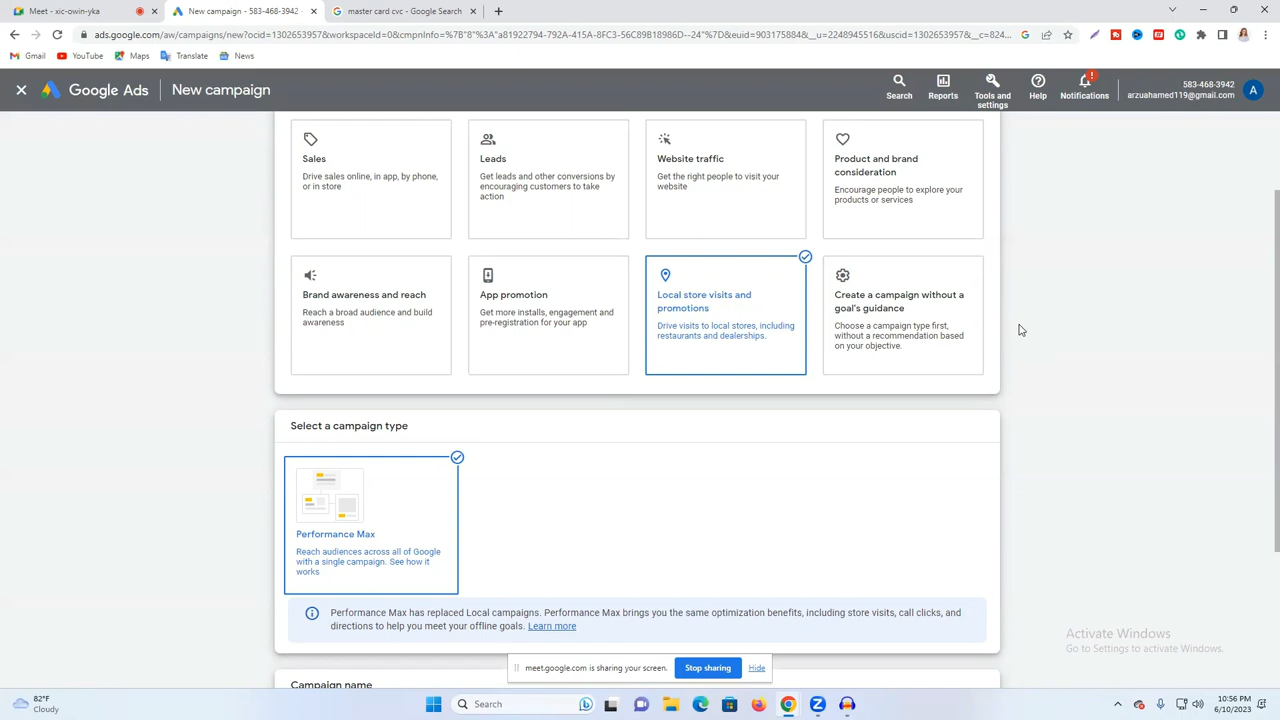 Meet - xic-owin-yka
New campaign - 583-468-3942
master card cvc - Google Search
ads.google.com/aw/campaigns/new?ocid=1302653957&workspaceId=0&cmpnInfo=%7B"8"%3A"a81922794-792A-415A-8FC3-56C89B18986D--24"%7D&euid=903175884&__u=2248945516&uscid=1302653957&__c=824...
Gmail
YouTube
Maps
Translate
News
Google Ads
New campaign
Search
Reports
Tools and
settings
Help
Notifications
583-468-3942
arzuahamed119@gmail.com
A
Sales
Drive sales online, in app, by phone,
or in store
Leads
Get leads and other conversions by
encouraging customers to take
action
Website traffic
Get the right people to visit your
website
Product and brand
consideration
Encourage people to explore your
products or services
Brand awareness and reach
Reach a broad audience and build
awareness
App promotion
Get more installs, engagement and
pre-registration for your app
Local store visits and
promotions
Drive visits to local stores, including
restaurants and dealerships.
Create a campaign without a
goal's guidance
Choose a campaign type first,
without a recommendation based
on your objective.
Select a campaign type
Performance Max
Reach audiences across all of Google
with a single campaign. See how it
works
Performance Max has replaced Local campaigns. Performance Max brings you the same optimization benefits, including store visits, call clicks, and
directions to help you meet your offline goals. Learn more
Activate Windows
Go to Settings to activate Windows.
meet.google.com is sharing your screen.
Stop sharing
Hide
Campaign name
82°F
Cloudy
Search
10:56 PM
6/10/2023